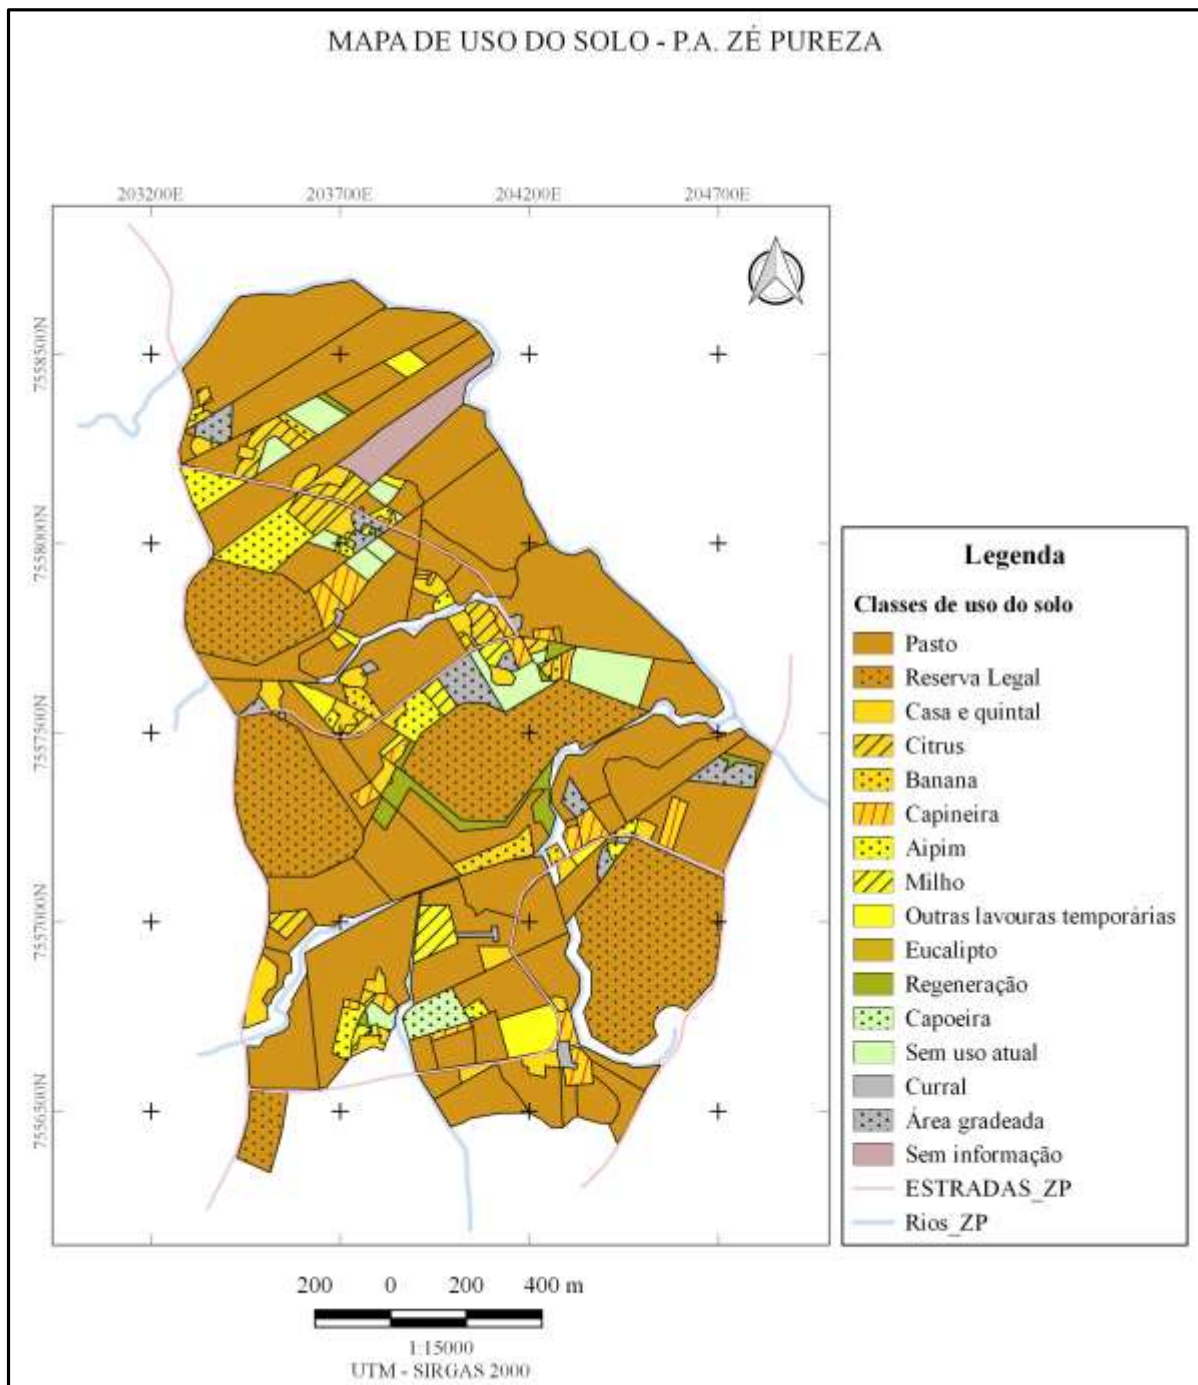 MAPA DE USO DO SOLO - P.A. ZÉ PUREZA
203200E 203700E 204200E 204700E
7558500N
7558000N
7557500N
7557000N
7556500N
Legenda
Classes de uso do solo
Pasto
Reserva Legal
Casa e quintal
Citrus
Banana
Capineira
Aipim
Milho
Outras lavouras temporárias
Eucalipto
Regeneração
Capoeira
Sem uso atual
Curral
Área gradeada
Sem informação
ESTRADAS_ZP
Rios_ZP
200 0 200 400 m
1:15000
UTM - SIRGAS 2000